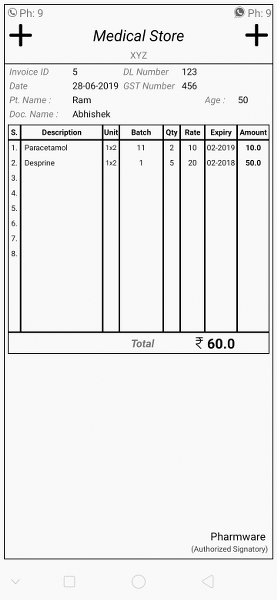 Ph: 9 Ph: 9
Medical Store
XYZ
Invoice ID 5 DL Number 123
Date 28-06-2019 GST Number 456
Pt. Name : Ram Age : 50
Doc. Name : Abhishek
S. Description Unit Batch Qty Rate Expiry Amount
1. Paracetamol 1x2 11 2 10 02-2019 10.0
2. Desprine 1x2 1 5 20 02-2018 50.0
3.
4.
5.
6.
7.
8.
Total ₹ 60.0
Pharmware
(Authorized Signatory)